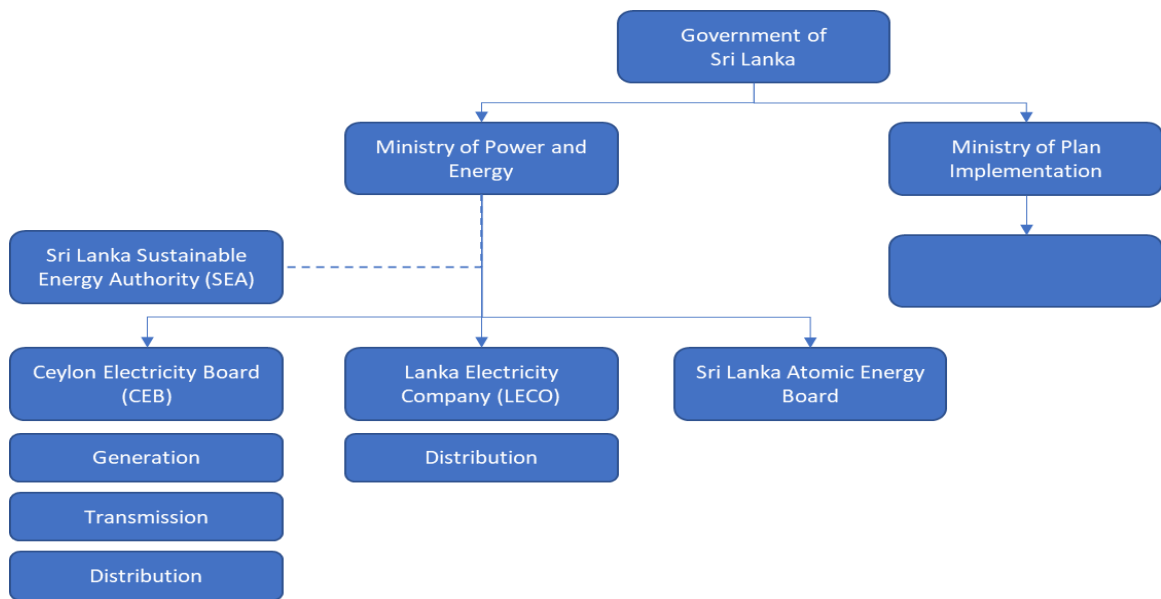 Government of
Sri Lanka
Ministry of Power and
Energy
Ministry of Plan
Implementation
Sri Lanka Sustainable
Energy Authority (SEA)
Ceylon Electricity Board
(CEB)
Lanka Electricity
Company (LECO)
Sri Lanka Atomic Energy
Board
Generation
Distribution
Transmission
Distribution